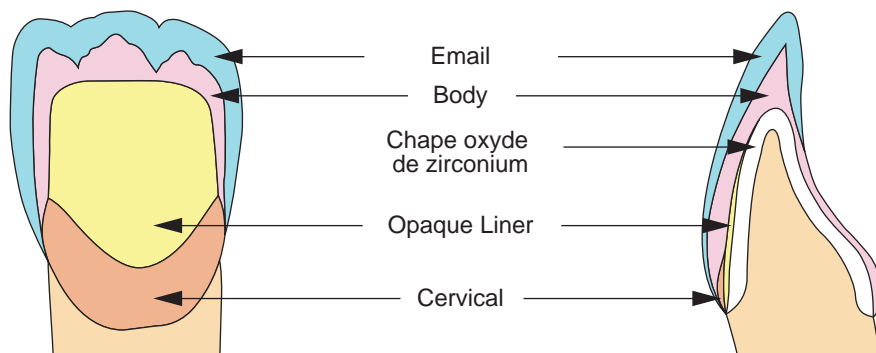 Email
Body
Chape oxyde
de zirconium
Opaque Liner
Cervical